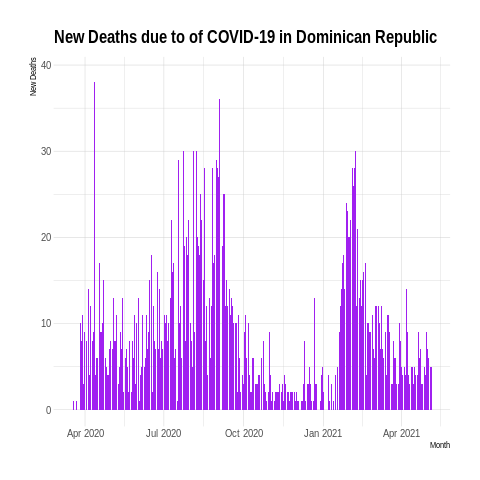 New Deaths due to of COVID-19 in Dominican Republic
New Deaths
40
30
20
10
0
Apr 2020 Jul 2020 Oct 2020 Jan 2021 Apr 2021
Month